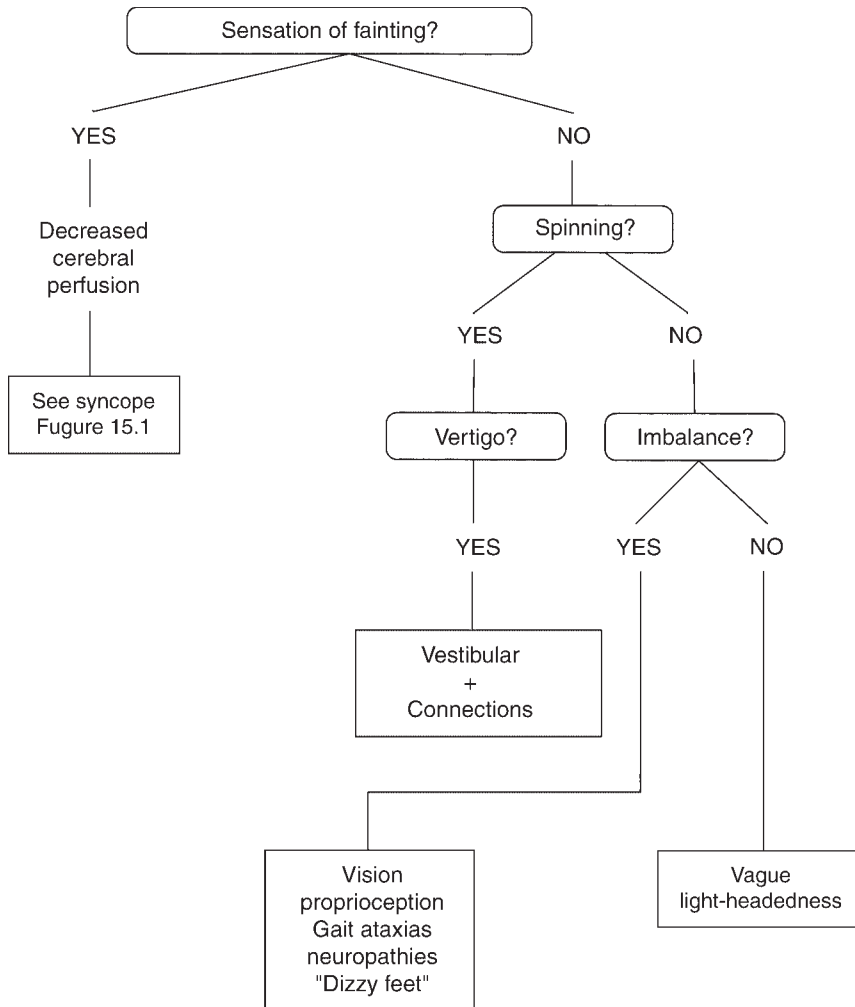 Sensation of fainting?
YES
NO
Decreased
cerebral
perfusion
Spinning?
YES
NO
See syncope
Fugure 15.1
Vertigo?
Imbalance?
YES
YES
NO
Vestibular
+
Connections
Vision
proprioception
Gait ataxias
neuropathies
"Dizzy feet"
Vague
light-headedness